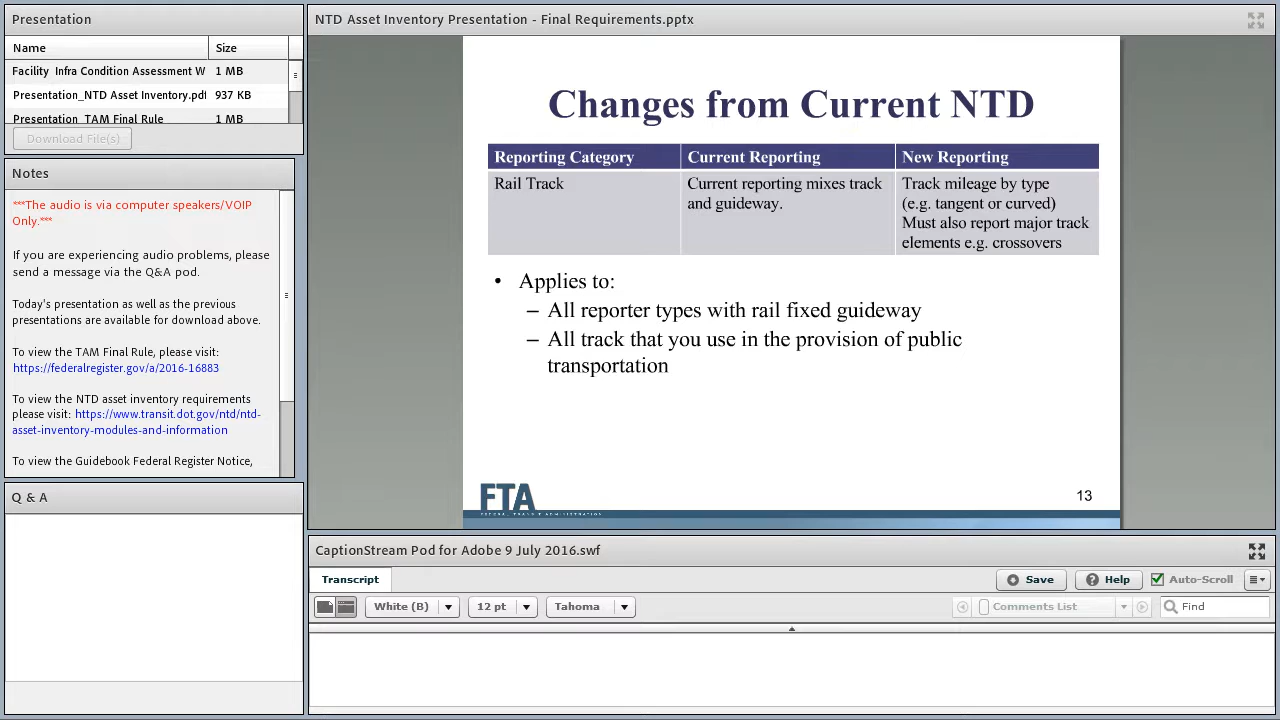 Presentation
Name Size
Facility Infra Condition Assessment W 1 MB
Presentation_NTD Asset Inventory.pdf 937 KB
Presentation_TAM Final Rule 1 MB
Download File(s)
Notes
***The audio is via computer speakers/VOIP
Only.***
If you are experiencing audio problems, please
send a message via the Q&A pod.
Today's presentation as well as the previous
presentations are available for download above.
To view the TAM Final Rule, please visit:
https://federalregister.gov/a/2016-16883
To view the NTD asset inventory requirements
please visit: https://www.transit.dot.gov/ntd/ntd-
asset-inventory-modules-and-information
To view the Guidebook Federal Register Notice,
Q & A
NTD Asset Inventory Presentation - Final Requirements.pptx
Changes from Current NTD
Reporting Category Current Reporting New Reporting
Rail Track Current reporting mixes track Track mileage by type
and guideway. (e.g. tangent or curved)
Must also report major track
elements e.g. crossovers
• Applies to:
– All reporter types with rail fixed guideway
– All track that you use in the provision of public
transportation
FTA
FEDERAL TRANSIT ADMINISTRATION
13
CaptionStream Pod for Adobe 9 July 2016.swf
Transcript Save Help Auto-Scroll
White (B) 12 pt Tahoma Comments List Find